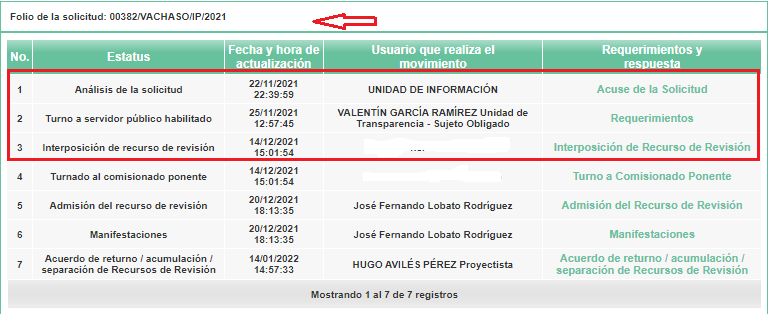 Folio de la solicitud: 00382/VACHASO/IP/2021
No. Estatus Fecha y hora de actualización Usuario que realiza el movimiento Requerimientos y respuesta
1 Análisis de la solicitud 22/11/2021 22:39:59 UNIDAD DE INFORMACIÓN Acuse de la Solicitud
2 Turno a servidor público habilitado 25/11/2021 12:57:45 VALENTÍN GARCÍA RAMÍREZ Unidad de Transparencia - Sujeto Obligado Requerimientos
3 Interposición de recurso de revisión 14/12/2021 15:01:54 Interposición de Recurso de Revisión
4 Turnado al comisionado ponente 14/12/2021 15:01:54 Turno a Comisionado Ponente
5 Admisión del recurso de revisión 20/12/2021 18:13:35 José Fernando Lobato Rodríguez Admisión del Recurso de Revisión
6 Manifestaciones 20/12/2021 18:13:35 José Fernando Lobato Rodríguez Manifestaciones
7 Acuerdo de returno / acumulación / separación de Recursos de Revisión 14/01/2022 14:57:33 HUGO AVILÉS PÉREZ Proyectista Acuerdo de returno / acumulación / separación de Recursos de Revisión
Mostrando 1 al 7 de 7 registros